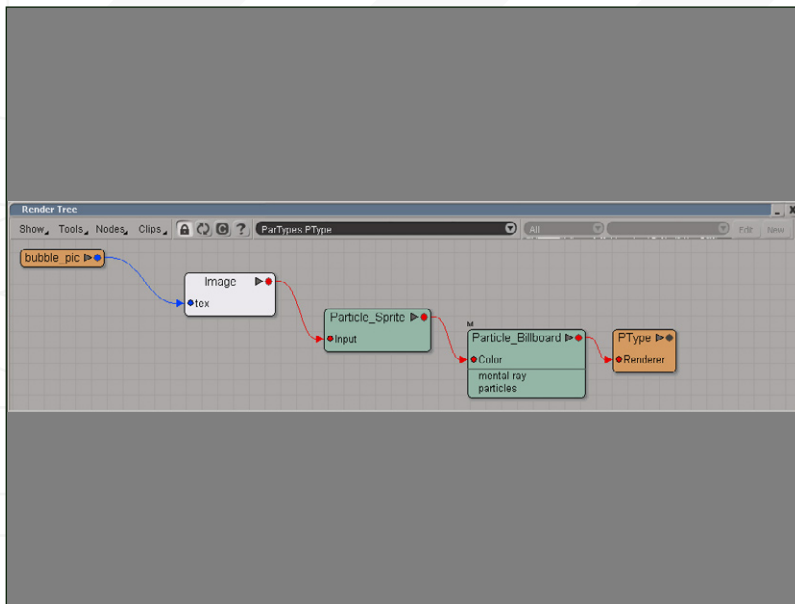 Render Tree
Show Tools Nodes Clips ParTypes PType All Edit New
bubble_pic
Image
tex
Particle_Sprite
Input
M
Particle_Billboard
Color
mental ray
particles
PType
Renderer